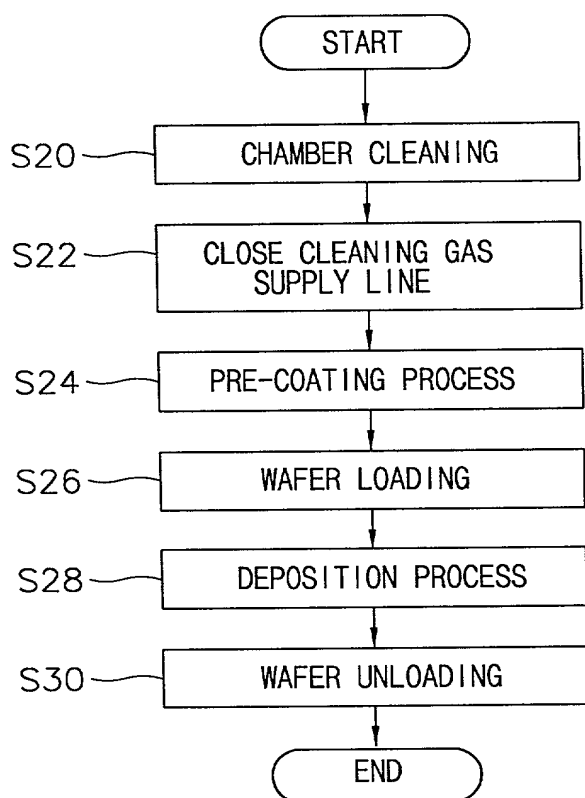 START
S20
CHAMBER CLEANING
S22
CLOSE CLEANING GAS
SUPPLY LINE
S24
PRE-COATING PROCESS
S26
WAFER LOADING
S28
DEPOSITION PROCESS
S30
WAFER UNLOADING
END